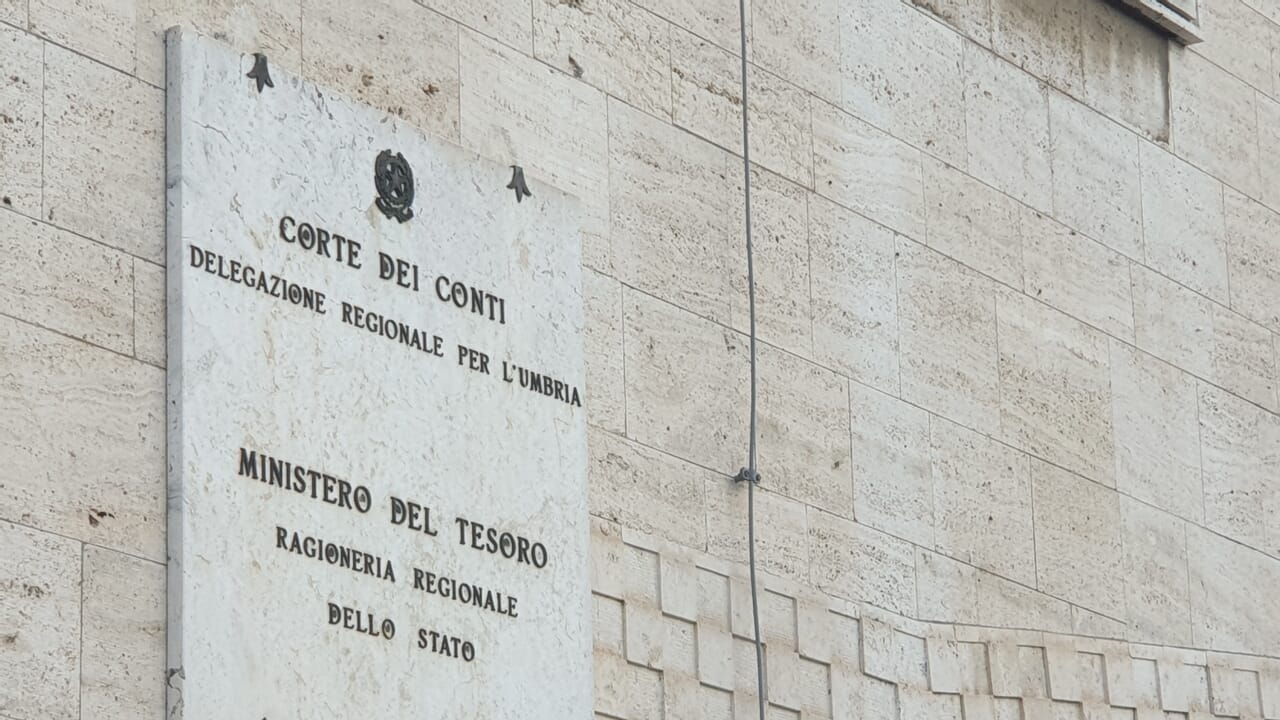 CORTE DEI CONTI
DELEGAZIONE REGIONALE PER L'UMBRIA
MINISTERO DEL TESORO
RAGIONERIA REGIONALE
DELLO STATO